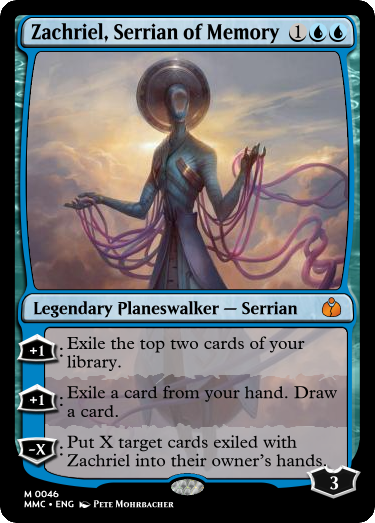 Zachriel, Serrian of Memory 1
Legendary Planeswalker — Serrian
+1: Exile the top two cards of your
library.
+1: Exile a card from your hand. Draw
a card.
-X: Put X target cards exiled with
Zachriel into their owner's hands.
3
M 0046
MMC • ENG Pete Mohrbacher